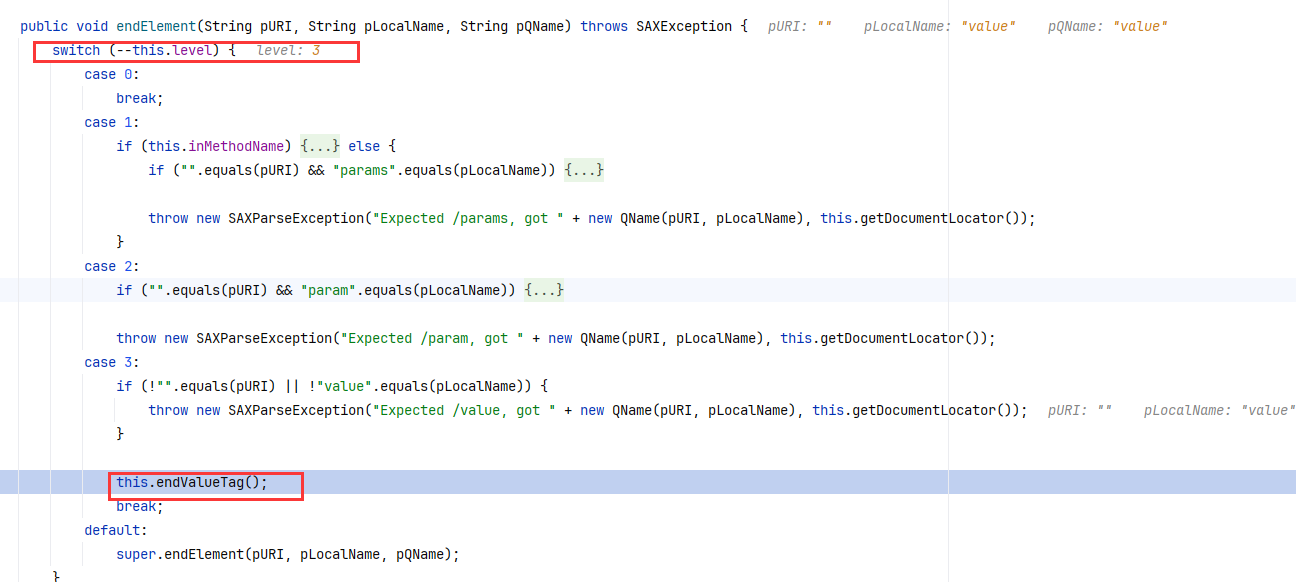 public void endElement(String pURI, String pLocalName, String pQName) throws SAXException { pURI: "" pLocalName: "value" pQName: "value"
switch (--this.level) { level: 3
case 0:
break;
case 1:
if (this.inMethodName) {...} else {
if ("".equals(pURI) && "params".equals(pLocalName)) {...}
throw new SAXParseException("Expected /params, got " + new QName(pURI, pLocalName), this.getDocumentLocator());
}
case 2:
if ("".equals(pURI) && "param".equals(pLocalName)) {...}
throw new SAXParseException("Expected /param, got " + new QName(pURI, pLocalName), this.getDocumentLocator());
case 3:
if (!"".equals(pURI) || !"value".equals(pLocalName)) {
throw new SAXParseException("Expected /value, got " + new QName(pURI, pLocalName), this.getDocumentLocator()); pURI: "" pLocalName: "value"
}
this.endValueTag();
break;
default:
super.endElement(pURI, pLocalName, pQName);
}